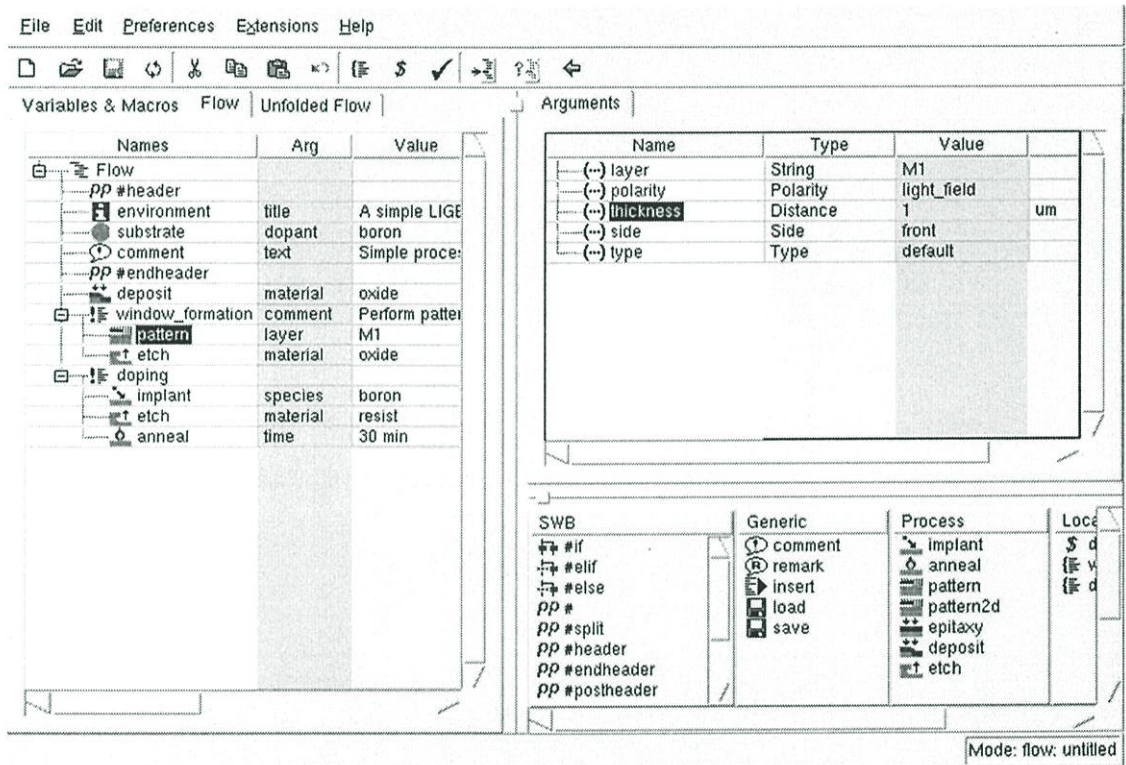 File Edit Preferences Extensions Help
Variables & Macros Flow Unfolded Flow
Names Arg Value
Flow
pp #header
environment title A simple LIGE
substrate dopant boron
comment text Simple proce
pp #endheader
deposit material oxide
window_formation comment Perform patter
pattern layer M1
etch material oxide
doping
implant species boron
etch material resist
anneal time 30 min
Arguments
Name Type Value
(···) layer String M1
(···) polarity Polarity light_field
(···) thickness Distance 1 um
(···) side Side front
(···) type Type default
SWB
#if
#elif
#else
pp #
pp #split
pp #header
pp #endheader
pp #postheader
Generic
comment
remark
insert
load
save
Process
implant
anneal
pattern
pattern2d
epitaxy
deposit
etch
Loca
$ d
w
d
Mode: flow: untitled